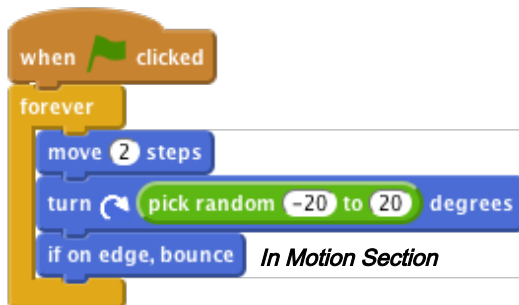 when clicked
forever
move 2 steps
turn pick random -20 to 20 degrees
if on edge, bounce In Motion Section